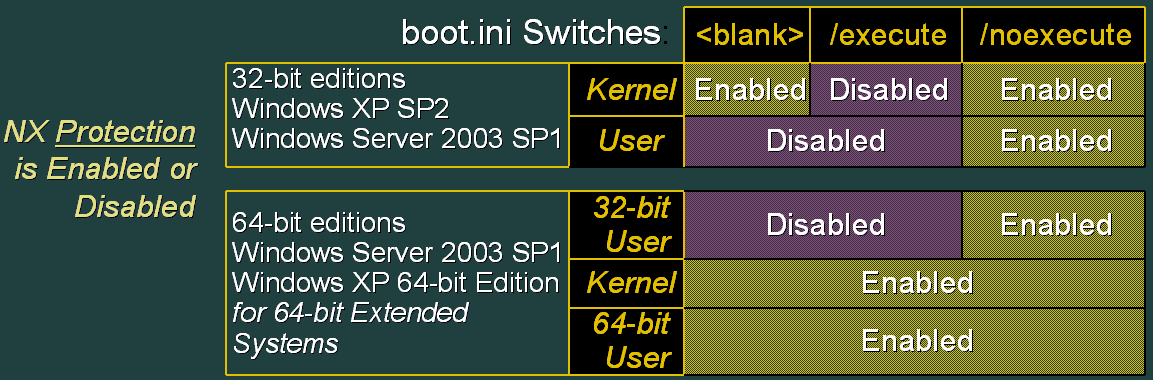 boot.ini Switches:
<blank>
/execute
/noexecute
NX Protection
is Enabled or
Disabled
32-bit editions
Windows XP SP2
Windows Server 2003 SP1
Kernel
Enabled
Disabled
Enabled
User
Disabled
Enabled
64-bit editions
Windows Server 2003 SP1
Windows XP 64-bit Edition
for 64-bit Extended
Systems
32-bit
User
Disabled
Enabled
Kernel
Enabled
64-bit
User
Enabled